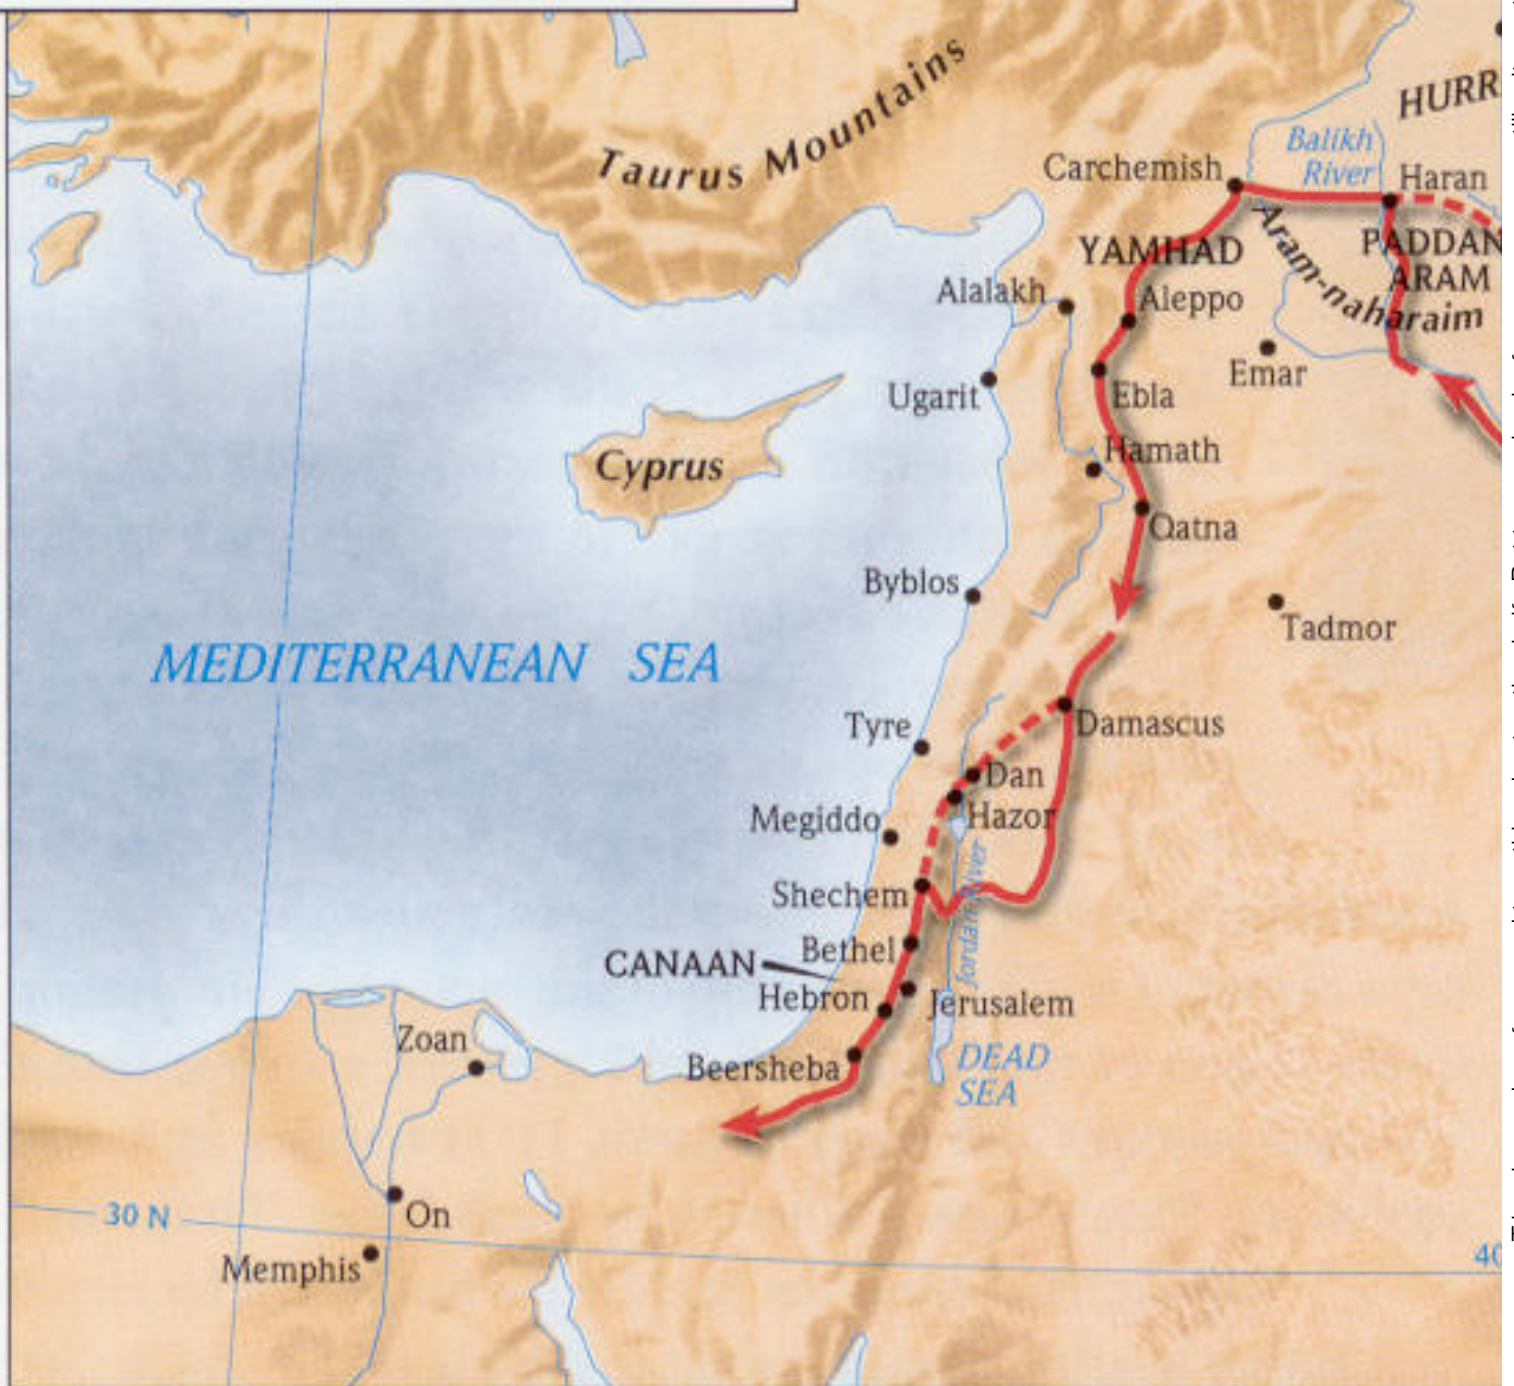 Taurus Mountains
HURR
Balikh
River
Carchemish
Haran
Aram-naharaim
YAMHAD
PADDAN
ARAM
Alalakh
Aleppo
Emar
Ugarit
Ebla
Cyprus
Hamath
Qatna
Byblos
Tadmor
MEDITERRANEAN SEA
Tyre
Damascus
Dan
Megiddo
Hazor
Jordan River
Shechem
Bethel
CANAAN
Hebron
Jerusalem
Zoan
Beersheba
DEAD
SEA
30 N
On
Memphis
40